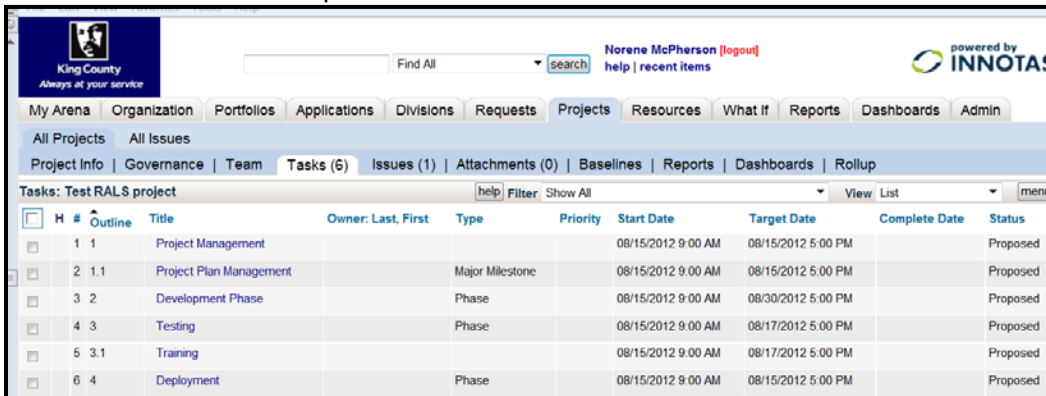 King County
Always at your service
Find All search
Norene McPherson [logout]
help | recent items
powered by
INNOTAS
My Arena Organization Portfolios Applications Divisions Requests Projects Resources What If Reports Dashboards Admin
All Projects All Issues
Project Info | Governance | Team Tasks (6) Issues (1) | Attachments (0) | Baselines | Reports | Dashboards | Rollup
Tasks: Test RALS project help Filter Show All View List menu
H # Outline Title Owner: Last, First Type Priority Start Date Target Date Complete Date Status
1 1 Project Management 08/15/2012 9:00 AM 08/15/2012 5:00 PM Proposed
2 1.1 Project Plan Management Major Milestone 08/15/2012 9:00 AM 08/15/2012 5:00 PM Proposed
3 2 Development Phase Phase 08/15/2012 9:00 AM 08/30/2012 5:00 PM Proposed
4 3 Testing Phase 08/15/2012 9:00 AM 08/17/2012 5:00 PM Proposed
5 3.1 Training 08/15/2012 9:00 AM 08/17/2012 5:00 PM Proposed
6 4 Deployment Phase 08/15/2012 9:00 AM 08/15/2012 5:00 PM Proposed